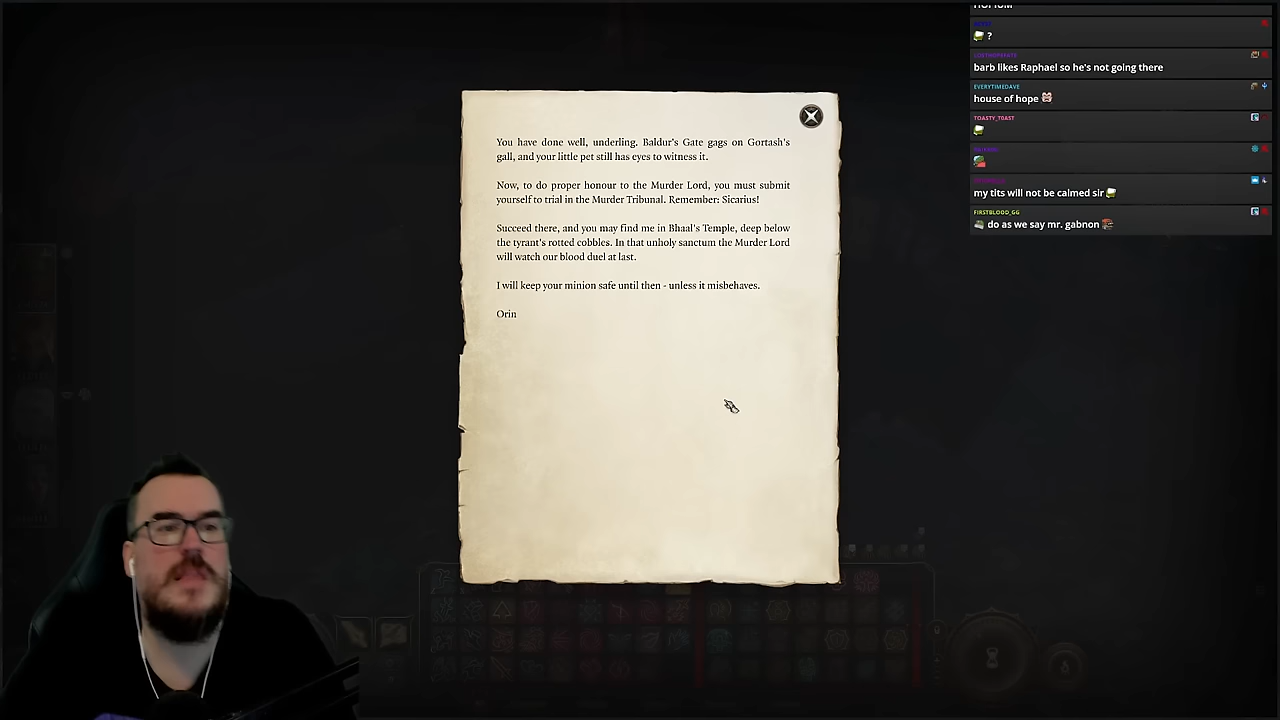 You have done well, underling. Baldur's Gate gags on Gortash's
gall, and your little pet still has eyes to witness it.
Now, to do proper honour to the Murder Lord, you must submit
yourself to trial in the Murder Tribunal. Remember: Sicarius!
Succeed there, and you may find me in Bhaal's Temple, deep below
the tyrant's rotted cobbles. In that unholy sanctum the Murder Lord
will watch our blood duel at last.
I will keep your minion safe until then - unless it misbehaves.
Orin
?
barb likes Raphael so he's not going there
EVERYTIMEDAVE
house of hope
TOASTY_T0AST
my tits will not be calmed sir
FIRSTBLOOD_GG
do as we say mr. gabnon